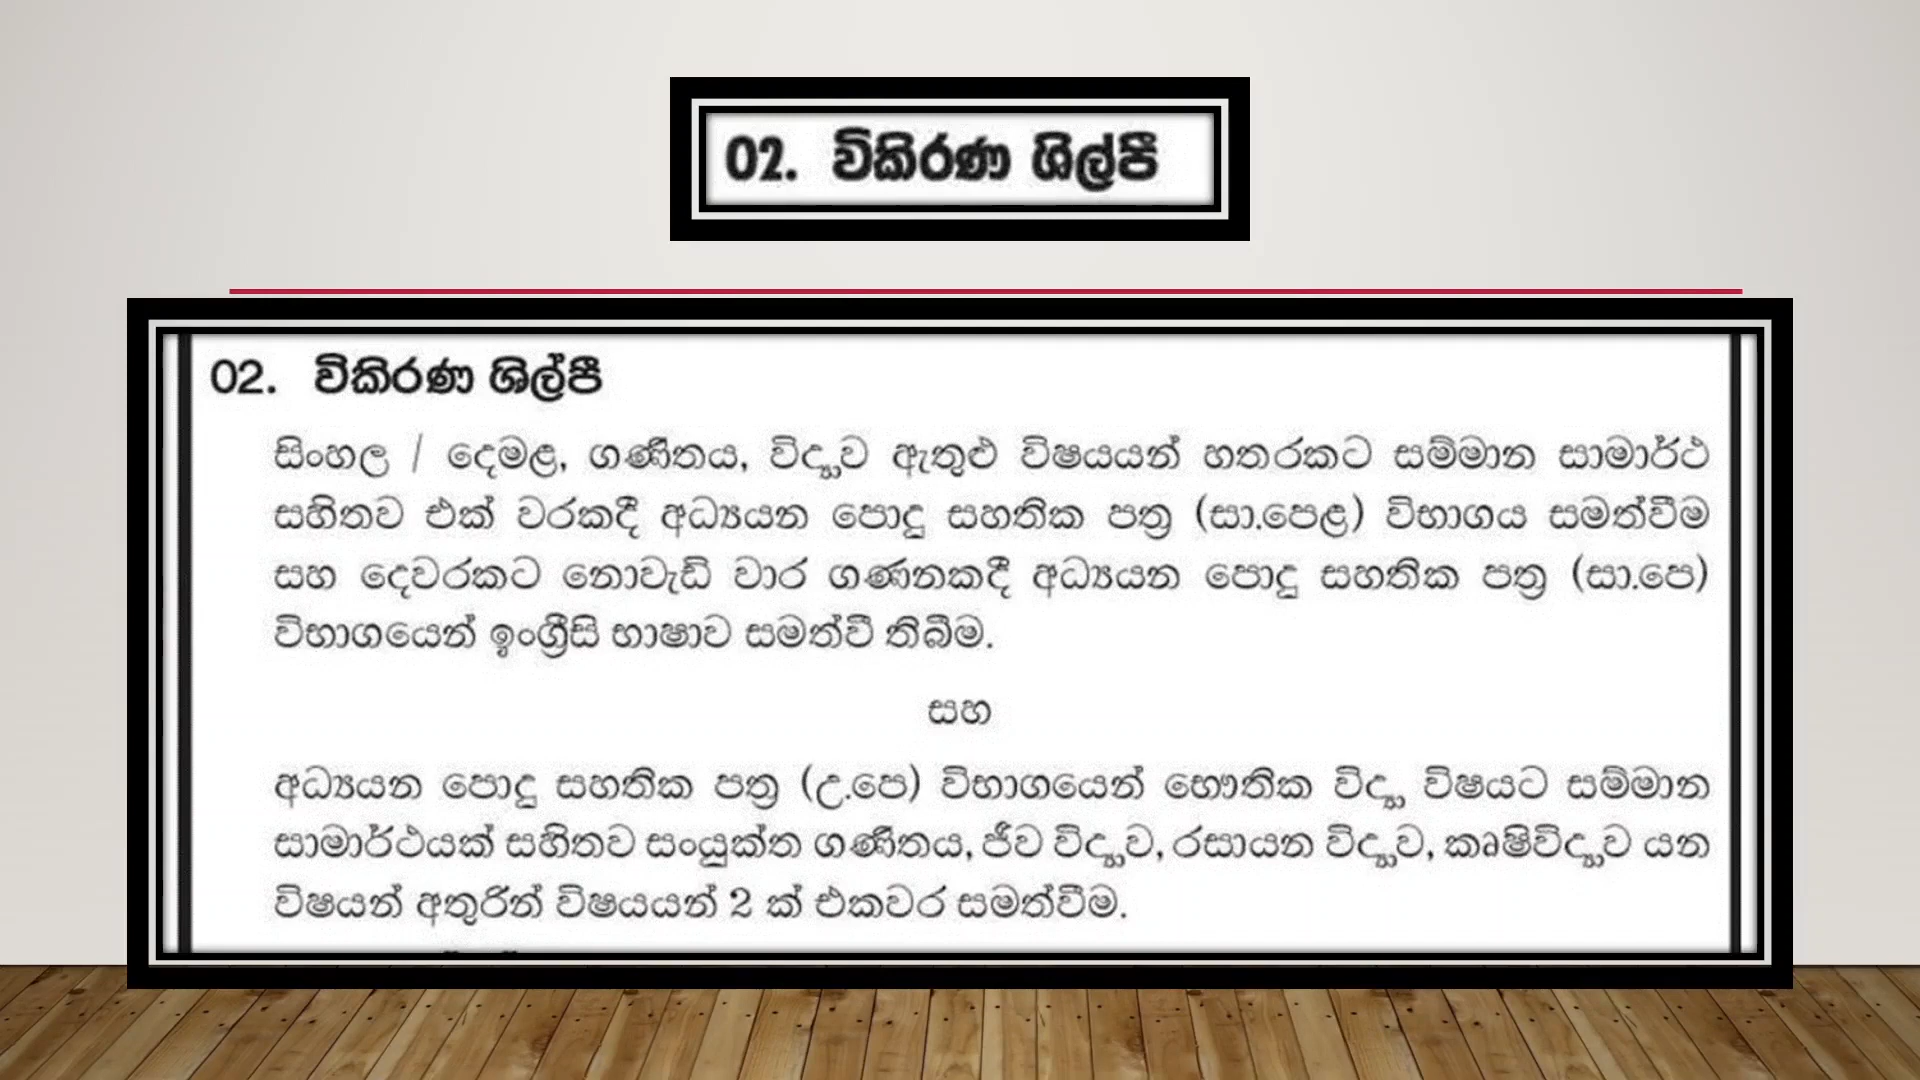 02. විකිරණ ශිල්පී
02. විකිරණ ශිල්පී
සිංහල / දෙමළ, ගණිතය, විද්‍යාව ඇතුළු විෂයයන් හතරකට සම්මාන සාමාර්ථ
සහිතව එක් වරකදී අධ්‍යයන පොදු සහතික පත්‍ර (සා.පෙළ) විභාගය සමත්වීම
සහ දෙවරකට නොවැඩි වාර ගණනකදී අධ්‍යයන පොදු සහතික පත්‍ර (සා.පෙ)
විභාගයෙන් ඉංග්‍රීසි භාෂාව සමත්වී තිබීම.
සහ
අධ්‍යයන පොදු සහතික පත්‍ර (උ.පෙ) විභාගයෙන් භෞතික විද්‍යා විෂයට සම්මාන
සාමාර්ථයක් සහිතව සංයුක්ත ගණිතය, ජීව විද්‍යාව, රසායන විද්‍යාව, කෘෂිවිද්‍යාව යන
විෂයන් අතුරින් විෂයයන් 2 ක් එකවර සමත්වීම.